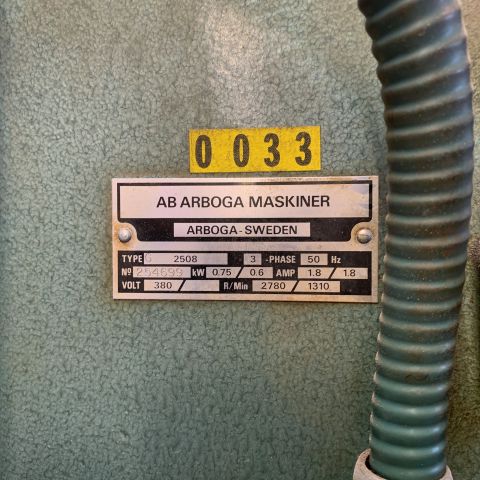 0033
AB ARBOGA MASKINER
ARBOGA-SWEDEN
TYPE G 2508 3 -PHASE 50 Hz
Nº 254699 kW 0.75 / 0.6 AMP 1.8 / 1.8
VOLT 380 / R/Min 2780 / 1310